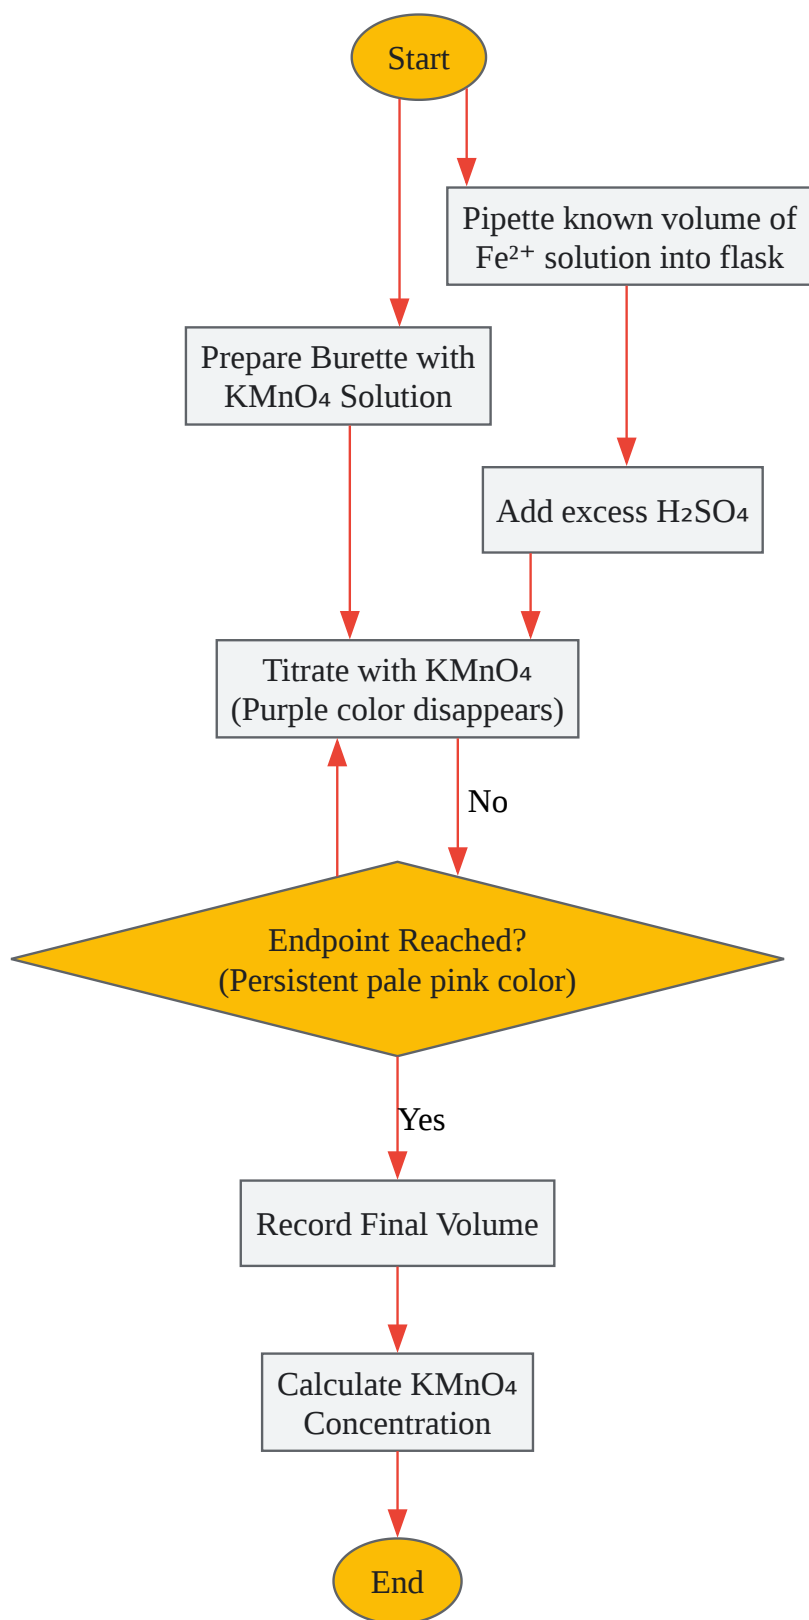 Start
Pipette known volume of
Fe²⁺ solution into flask
Prepare Burette with
KMnO₄ Solution
Add excess H₂SO₄
Titrate with KMnO₄
(Purple color disappears)
No
Endpoint Reached?
(Persistent pale pink color)
Yes
Record Final Volume
Calculate KMnO₄
Concentration
End